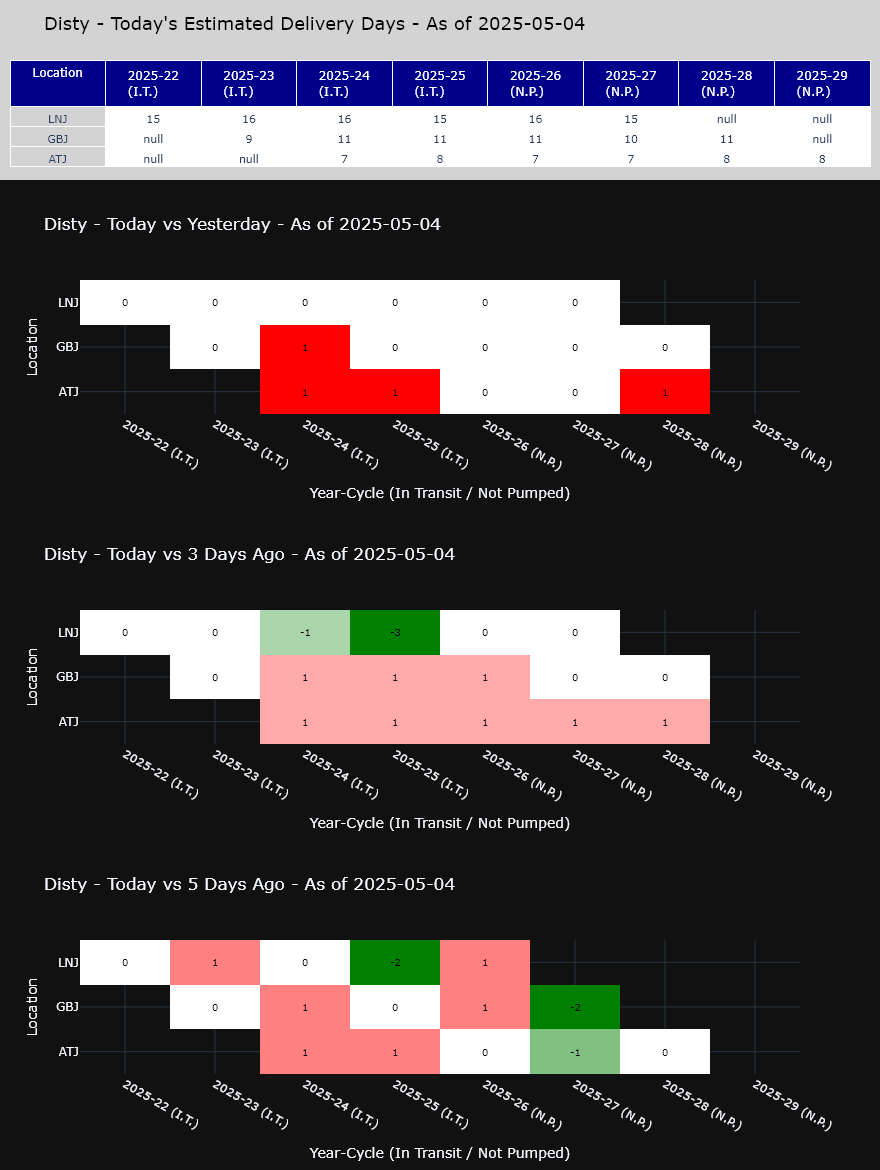 Disty - Today's Estimated Delivery Days - As of 2025-05-04
Location 2025-22 (I.T.) 2025-23 (I.T.) 2025-24 (I.T.) 2025-25 (I.T.) 2025-26 (N.P.) 2025-27 (N.P.) 2025-28 (N.P.) 2025-29 (N.P.)
LNJ 15 16 16 15 16 15 null null
GBJ null 9 11 11 11 10 11 null
ATJ null null 7 8 7 7 8 8
Disty - Today vs Yesterday - As of 2025-05-04
Location
LNJ 0 0 0 0 0 0
GBJ 0 1 0 0 0 0
ATJ 1 1 0 0 1
2025-22 (I.T.) 2025-23 (I.T.) 2025-24 (I.T.) 2025-25 (I.T.) 2025-26 (N.P.) 2025-27 (N.P.) 2025-28 (N.P.) 2025-29 (N.P.)
Year-Cycle (In Transit / Not Pumped)
Disty - Today vs 3 Days Ago - As of 2025-05-04
Location
LNJ 0 0 -1 -3 0 0
GBJ 0 1 1 1 0 0
ATJ 1 1 1 1 1
2025-22 (I.T.) 2025-23 (I.T.) 2025-24 (I.T.) 2025-25 (I.T.) 2025-26 (N.P.) 2025-27 (N.P.) 2025-28 (N.P.) 2025-29 (N.P.)
Year-Cycle (In Transit / Not Pumped)
Disty - Today vs 5 Days Ago - As of 2025-05-04
Location
LNJ 0 1 0 -2 1
GBJ 0 1 0 1 -2
ATJ 1 1 0 -1 0
2025-22 (I.T.) 2025-23 (I.T.) 2025-24 (I.T.) 2025-25 (I.T.) 2025-26 (N.P.) 2025-27 (N.P.) 2025-28 (N.P.) 2025-29 (N.P.)
Year-Cycle (In Transit / Not Pumped)